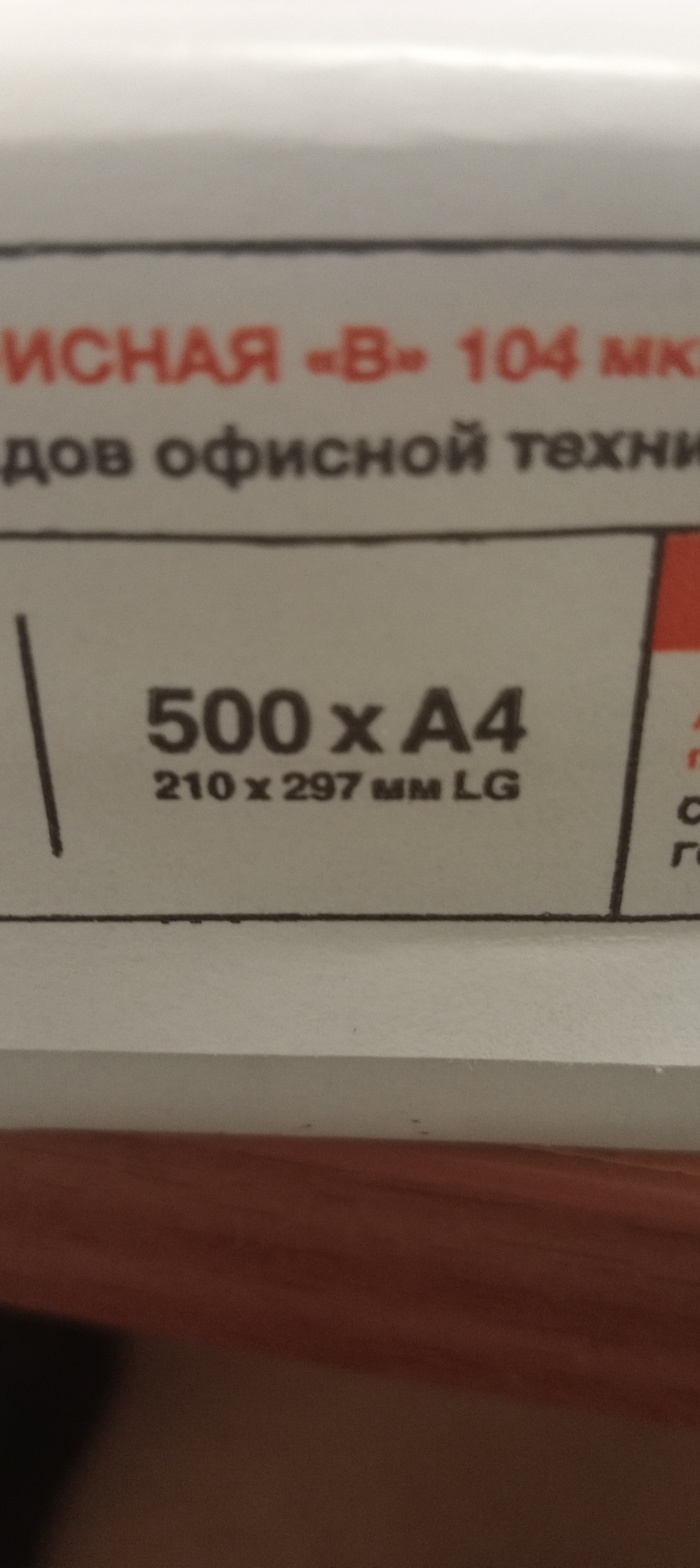 ИСНАЯ «В» 104 мк
дов офисной техни
500 x A4
210 x 297 мм LG